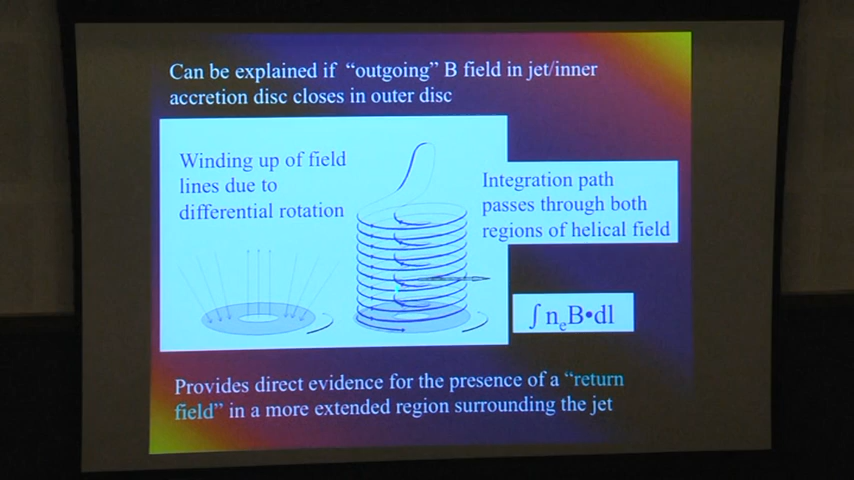 Can be explained if “outgoing” B field in jet/inner
accretion disc closes in outer disc
Winding up of field
lines due to
differential rotation
Integration path
passes through both
regions of helical field
∫ nₑB•dl
Provides direct evidence for the presence of a “return
field” in a more extended region surrounding the jet